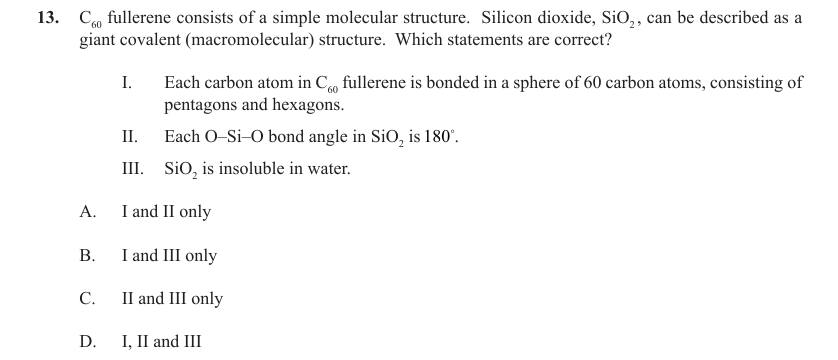 13. C₆₀ fullerene consists of a simple molecular structure. Silicon dioxide, SiO₂, can be described as a
giant covalent (macromolecular) structure. Which statements are correct?
I. Each carbon atom in C₆₀ fullerene is bonded in a sphere of 60 carbon atoms, consisting of
pentagons and hexagons.
II. Each O–Si–O bond angle in SiO₂ is 180°.
III. SiO₂ is insoluble in water.
A. I and II only
B. I and III only
C. II and III only
D. I, II and III